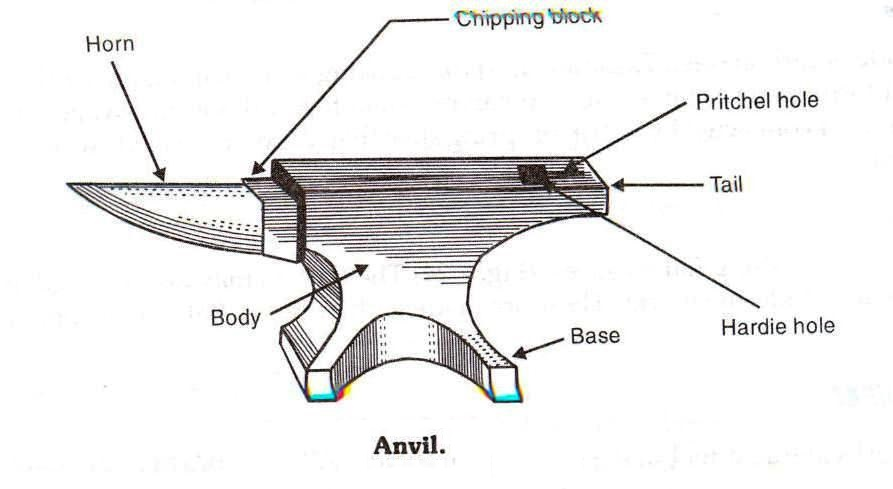 Chipping block
Horn
Pritchel hole
Tail
Body
Hardie hole
Base
Anvil.